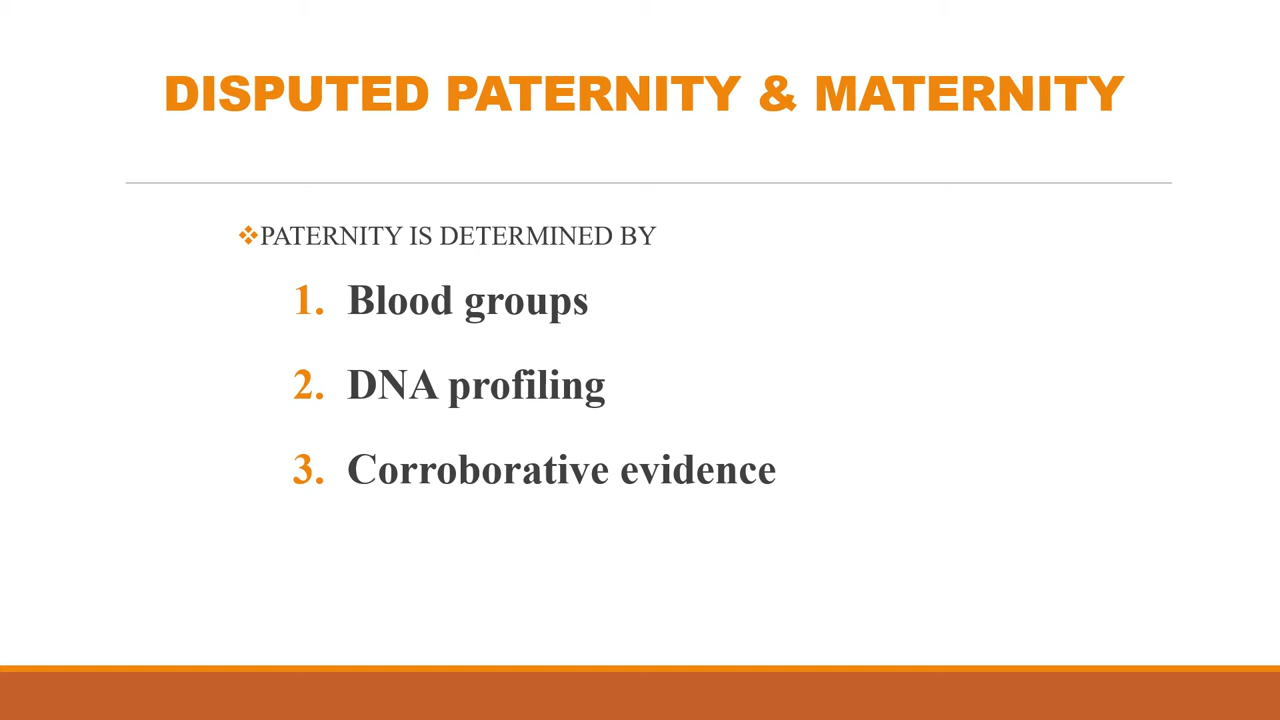 DISPUTED PATERNITY & MATERNITY
❖PATERNITY IS DETERMINED BY
1. Blood groups
2. DNA profiling
3. Corroborative evidence